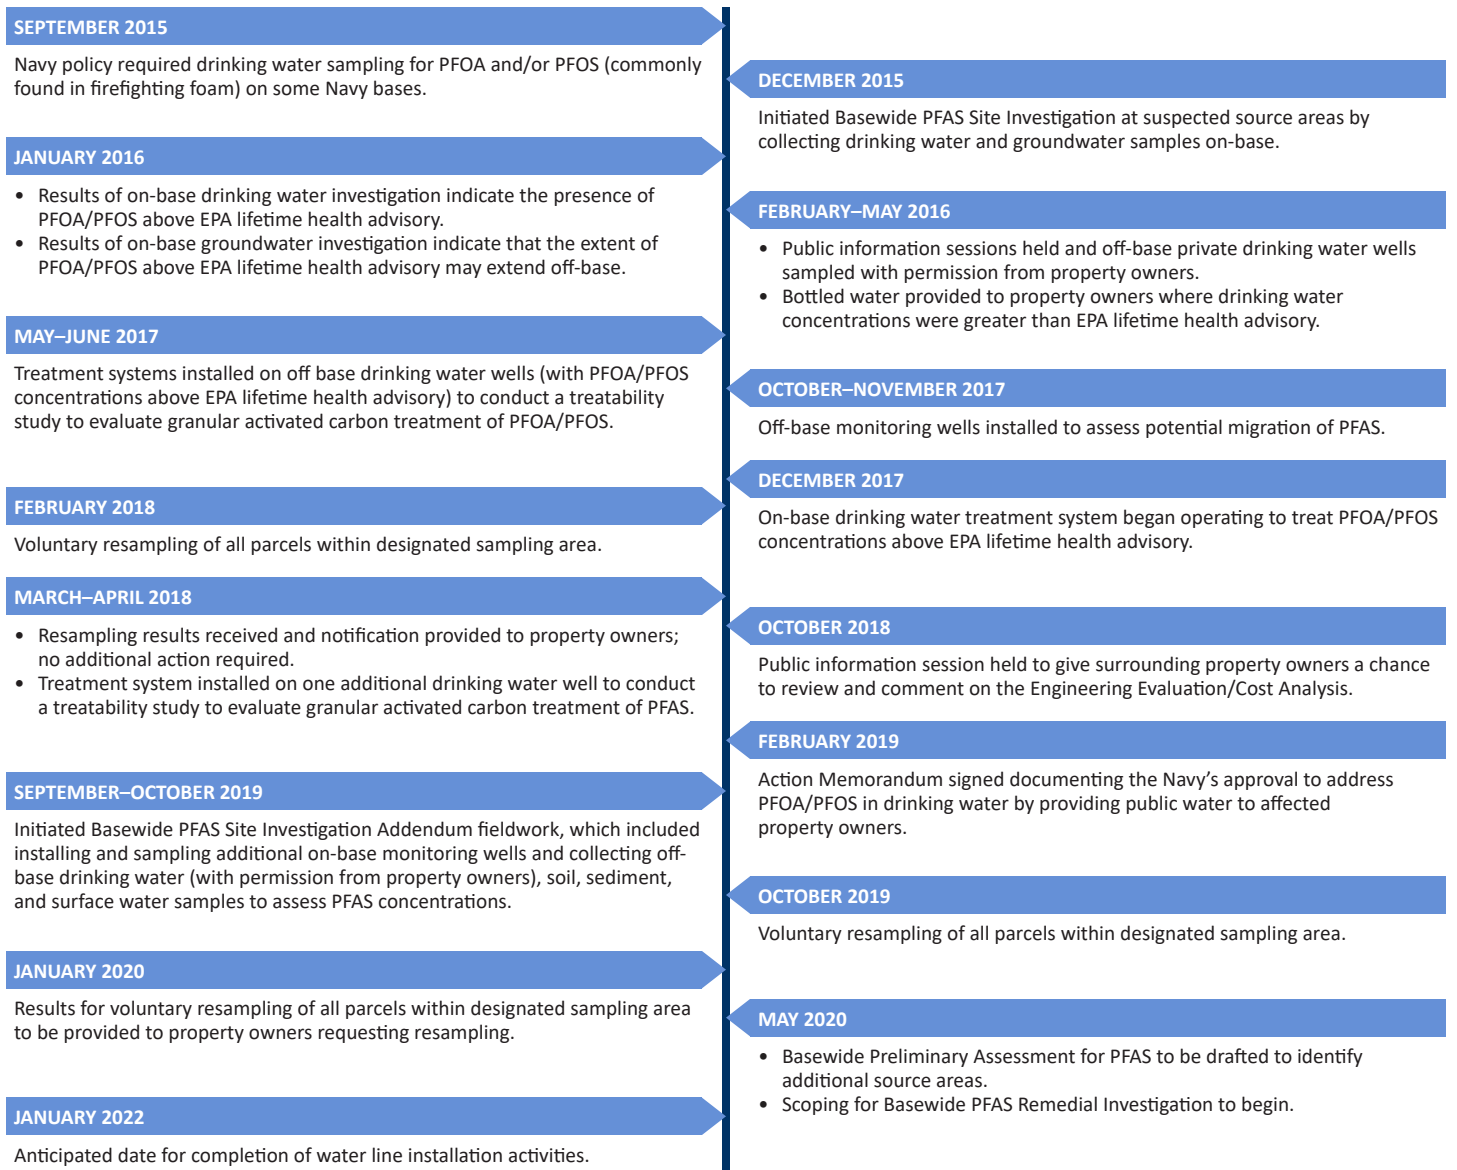 SEPTEMBER 2015
Navy policy required drinking water sampling for PFOA and/or PFOS (commonly
found in firefighting foam) on some Navy bases.
DECEMBER 2015
Initiated Basewide PFAS Site Investigation at suspected source areas by
collecting drinking water and groundwater samples on-base.
JANUARY 2016
• Results of on-base drinking water investigation indicate the presence of
PFOA/PFOS above EPA lifetime health advisory.
• Results of on-base groundwater investigation indicate that the extent of
PFOA/PFOS above EPA lifetime health advisory may extend off-base.
FEBRUARY–MAY 2016
• Public information sessions held and off-base private drinking water wells
sampled with permission from property owners.
• Bottled water provided to property owners where drinking water
concentrations were greater than EPA lifetime health advisory.
MAY–JUNE 2017
Treatment systems installed on off base drinking water wells (with PFOA/PFOS
concentrations above EPA lifetime health advisory) to conduct a treatability
study to evaluate granular activated carbon treatment of PFOA/PFOS.
OCTOBER–NOVEMBER 2017
Off-base monitoring wells installed to assess potential migration of PFAS.
DECEMBER 2017
On-base drinking water treatment system began operating to treat PFOA/PFOS
concentrations above EPA lifetime health advisory.
FEBRUARY 2018
Voluntary resampling of all parcels within designated sampling area.
MARCH–APRIL 2018
• Resampling results received and notification provided to property owners;
no additional action required.
• Treatment system installed on one additional drinking water well to conduct
a treatability study to evaluate granular activated carbon treatment of PFAS.
OCTOBER 2018
Public information session held to give surrounding property owners a chance
to review and comment on the Engineering Evaluation/Cost Analysis.
FEBRUARY 2019
Action Memorandum signed documenting the Navy's approval to address
PFOA/PFOS in drinking water by providing public water to affected
property owners.
SEPTEMBER–OCTOBER 2019
Initiated Basewide PFAS Site Investigation Addendum fieldwork, which included
installing and sampling additional on-base monitoring wells and collecting off-
base drinking water (with permission from property owners), soil, sediment,
and surface water samples to assess PFAS concentrations.
OCTOBER 2019
Voluntary resampling of all parcels within designated sampling area.
JANUARY 2020
Results for voluntary resampling of all parcels within designated sampling area
to be provided to property owners requesting resampling.
MAY 2020
• Basewide Preliminary Assessment for PFAS to be drafted to identify
additional source areas.
• Scoping for Basewide PFAS Remedial Investigation to begin.
JANUARY 2022
Anticipated date for completion of water line installation activities.